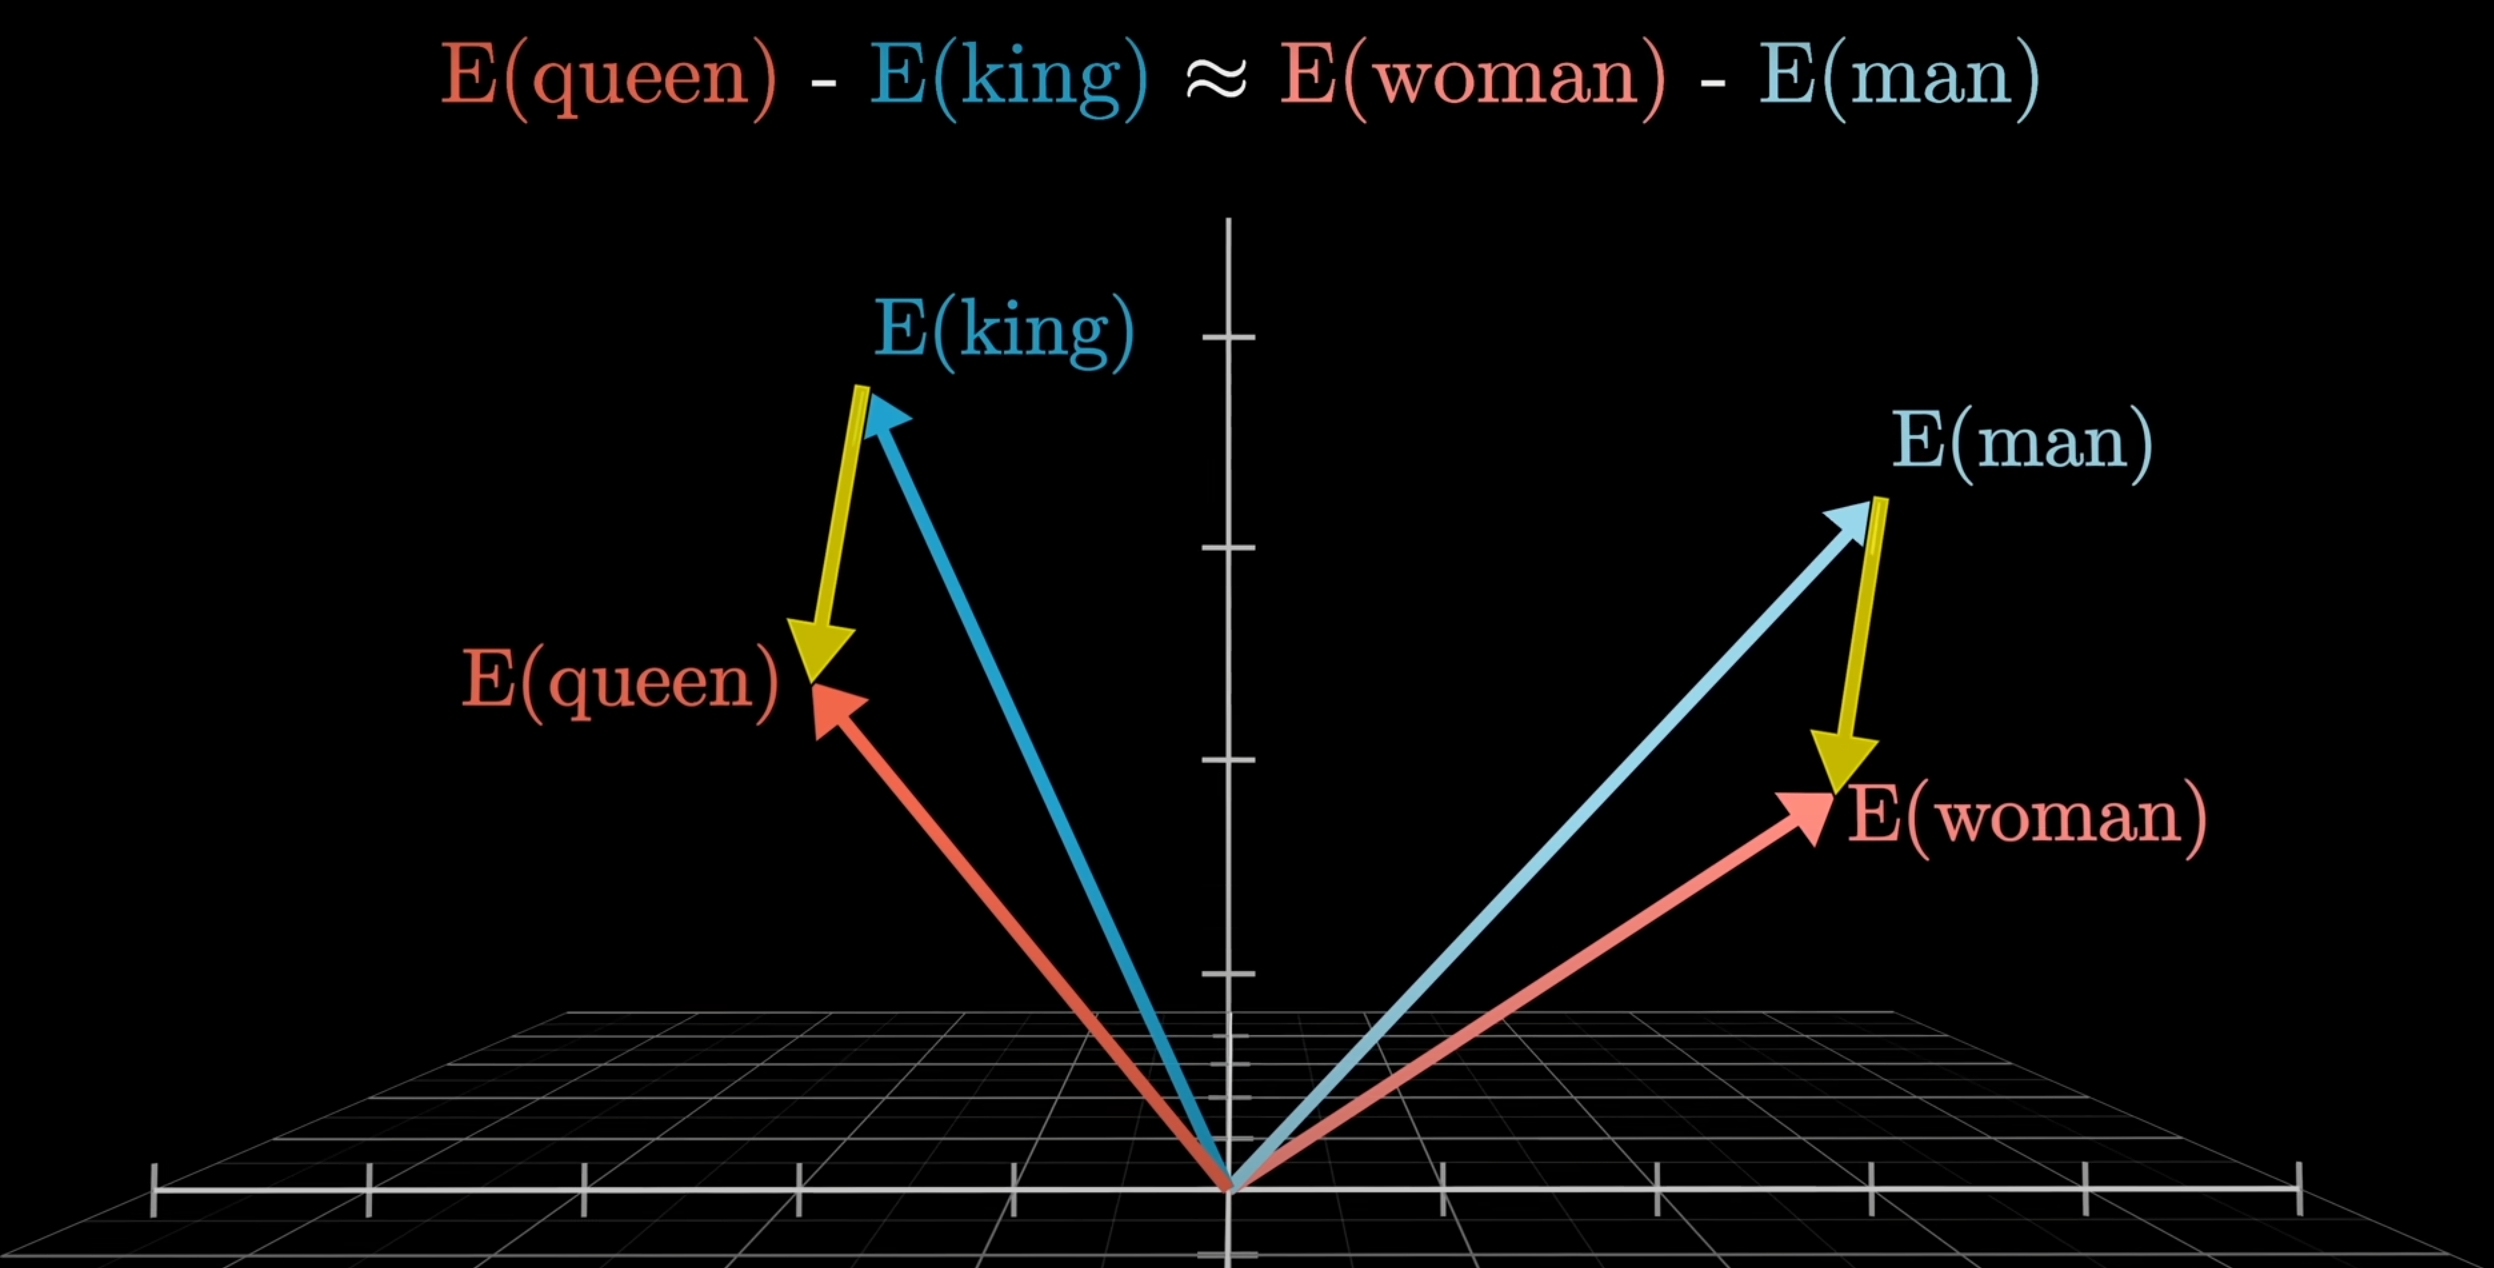 E(queen) - E(king) ≈ E(woman) - E(man)
E(king)
E(man)
E(queen)
E(woman)